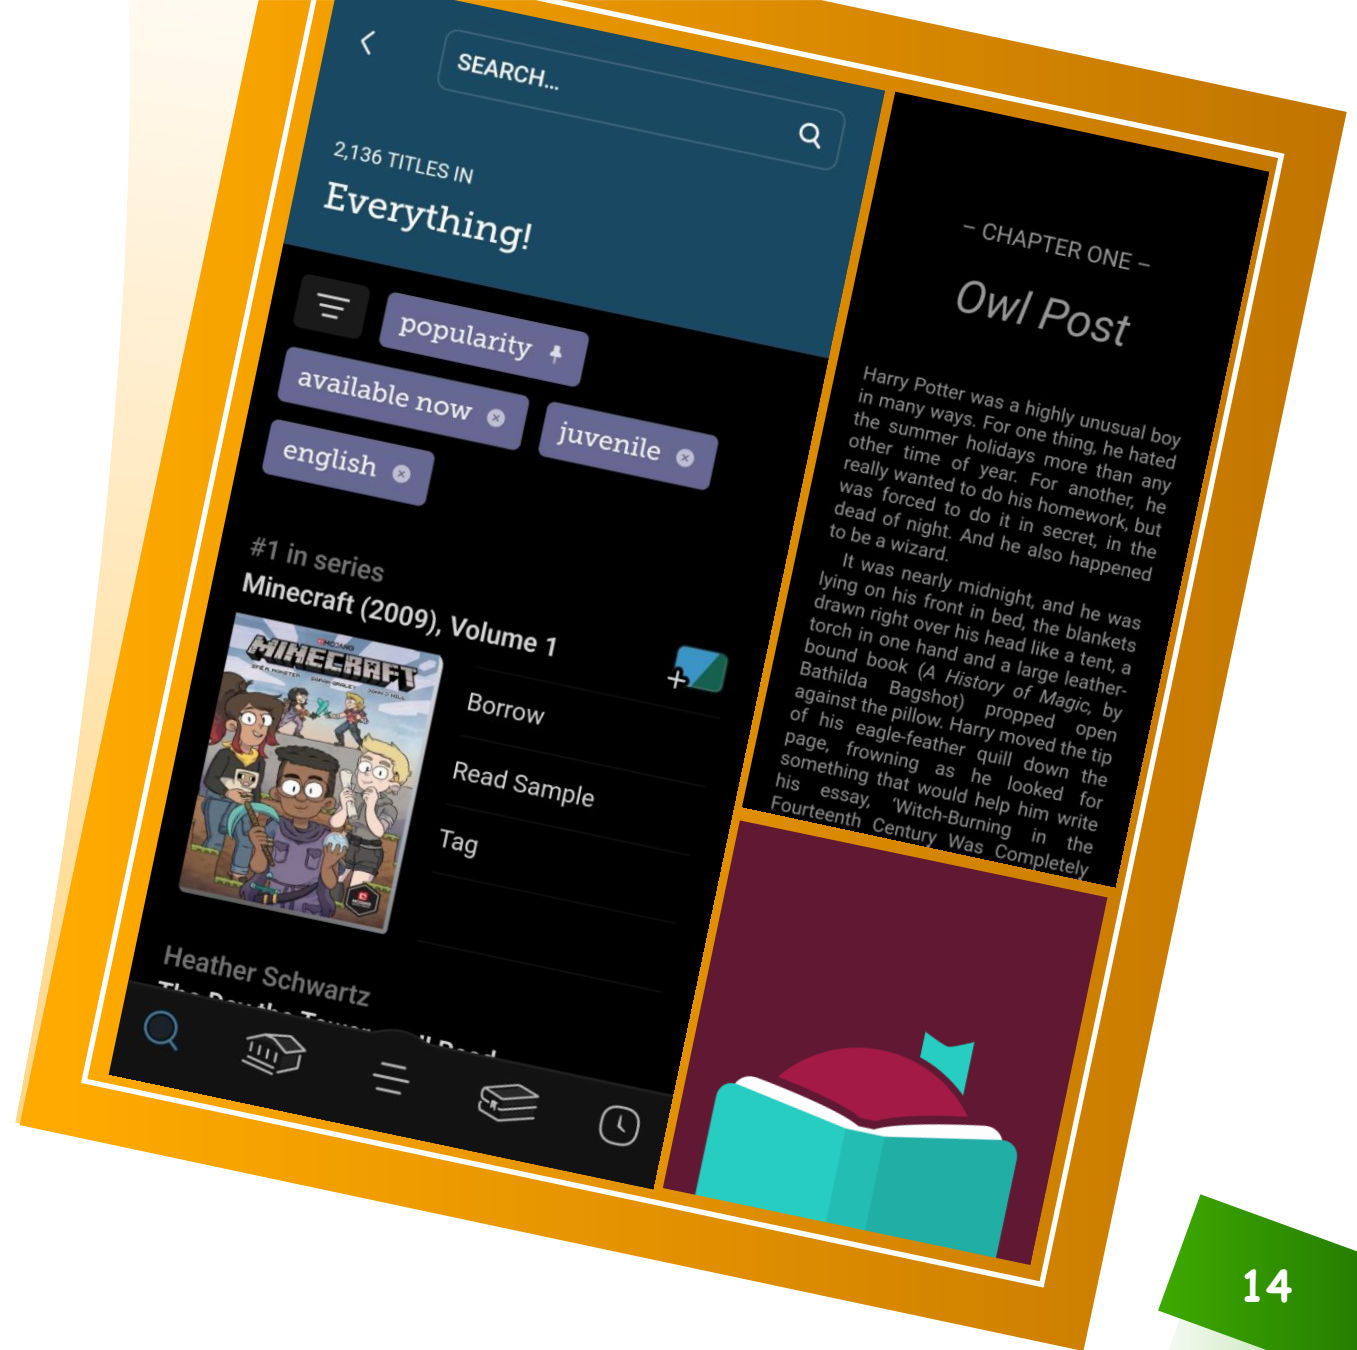 SEARCH...
2,136 TITLES IN
Everything!
popularity
available now
juvenile
english
#1 in series
Minecraft (2009), Volume 1
MOJANG
MINECRAFT
Borrow
Read Sample
Tag
Heather Schwartz
– CHAPTER ONE –
Owl Post
Harry Potter was a highly unusual boy
in many ways. For one thing, he hated
the summer holidays more than any
other time of year. For another, he
really wanted to do his homework, but
was forced to do it in secret, in the
dead of night. And he also happened
to be a wizard.
It was nearly midnight, and he was
lying on his front in bed, the blankets
drawn right over his head like a tent, a
torch in one hand and a large leather-
bound book (A History of Magic, by
Bathilda Bagshot) propped open
against the pillow. Harry moved the tip
of his eagle-feather quill down the
page, frowning as he looked for
something that would help him write
his essay, ‘Witch-Burning in the
Fourteenth Century Was Completely
14